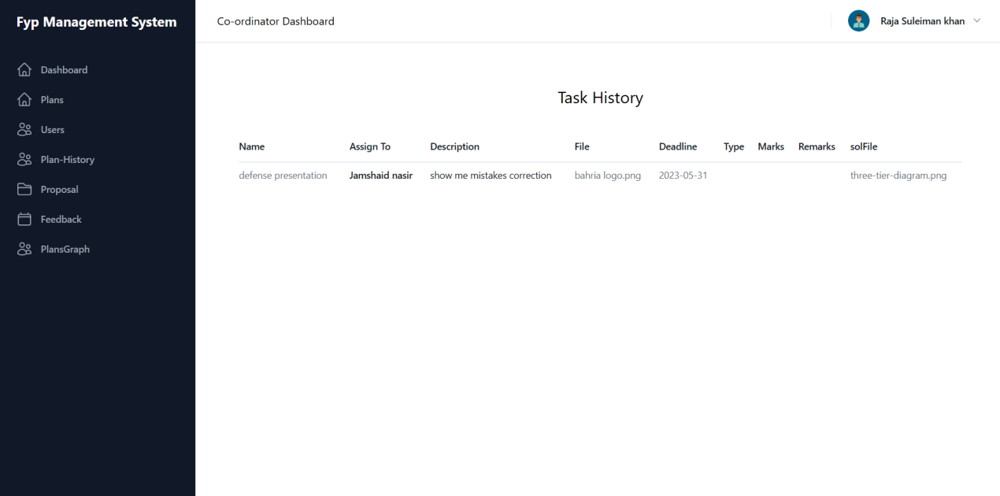 Fyp Management System
Dashboard
Plans
Users
Plan-History
Proposal
Feedback
PlansGraph
Co-ordinator Dashboard
Raja Suleiman khan
Task History
Name Assign To Description File Deadline Type Marks Remarks solFile
defense presentation Jamshaid nasir show me mistakes correction bahria logo.png 2023-05-31 three-tier-diagram.png